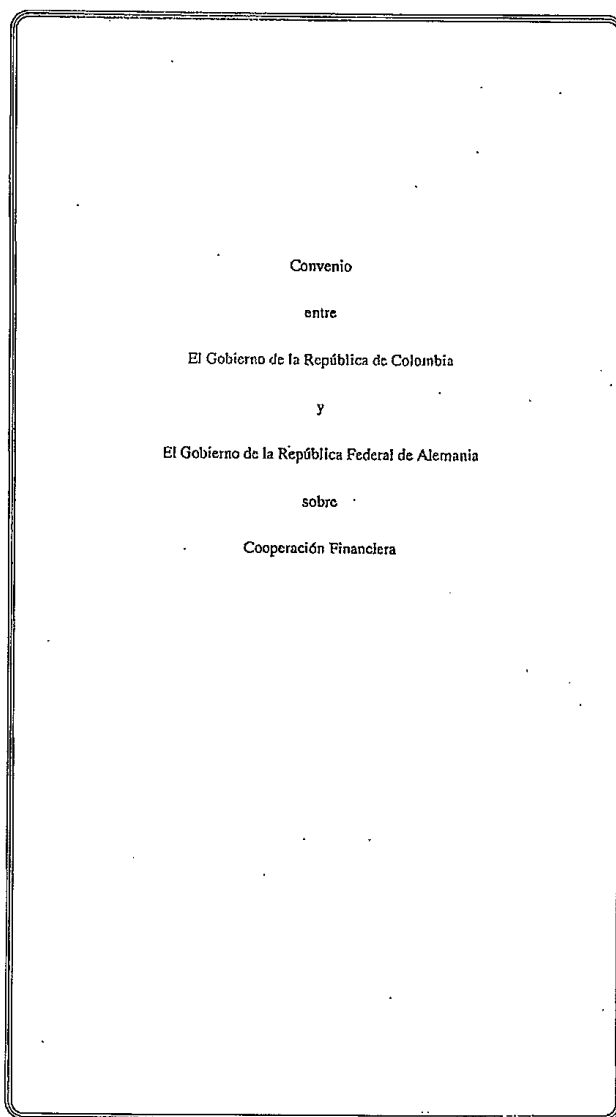 Convenio
entre
El Gobierno de la República de Colombia
y
El Gobierno de la República Federal de Alemania
sobre
Cooperación Financiera